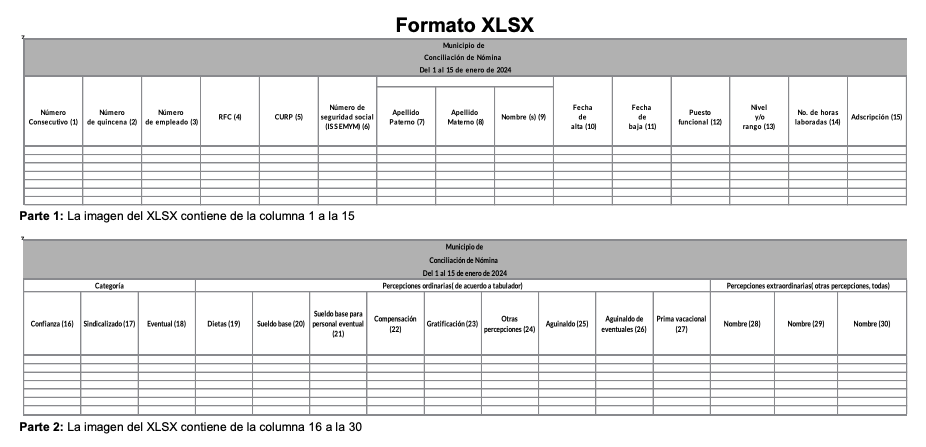 Formato XLSX
Municipio de
Conciliación de Nómina
Del 1 al 15 de enero de 2024
Número
Consecutivo (1)
Número
de quincena (2)
Número
de empleado (3)
RFC (4)
CURP (5)
Número de
seguridad social
(ISSEMYM) (6)
Apellido
Paterno (7)
Apellido
Materno (8)
Nombre (s) (9)
Fecha
de
alta (10)
Fecha
de
baja (11)
Puesto
funcional (12)
Nivel
y/o
rango (13)
No. de horas
laboradas (14)
Adscripción (15)
Parte 1: La imagen del XLSX contiene de la columna 1 a la 15
Municipio de
Conciliación de Nómina
Del 1 al 15 de enero de 2024
Categoría
Percepciones ordinarias( de acuerdo a tabulador)
Percepciones extraordinarias( otras percepciones, todas)
Confianza (16)
Sindicalizado (17)
Eventual (18)
Dietas (19)
Sueldo base (20)
Sueldo base para
personal eventual
(21)
Compensación
(22)
Gratificación (23)
Otras
percepciones (24)
Aguinaldo (25)
Aguinaldo de
eventuales (26)
Prima vacacional
(27)
Nombre (28)
Nombre (29)
Nombre (30)
Parte 2: La imagen del XLSX contiene de la columna 16 a la 30